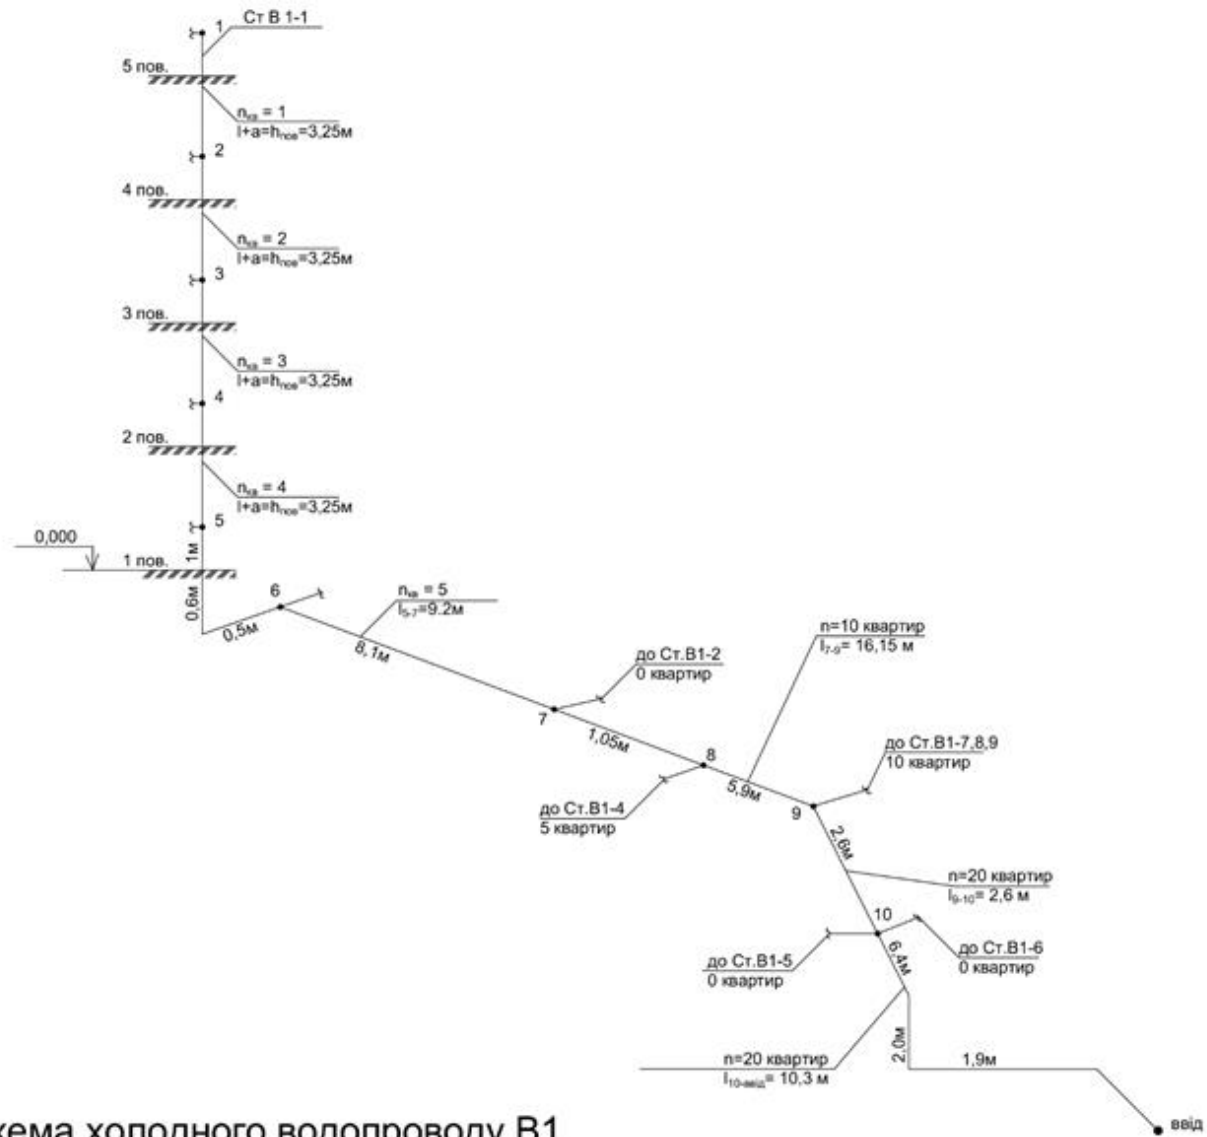 1
Ст В 1-1
5 пов.
nкв = 1
l+a=hпов=3,25м
2
4 пов.
nкв = 2
l+a=hпов=3,25м
3
3 пов.
nкв = 3
l+a=hпов=3,25м
4
2 пов.
nкв = 4
l+a=hпов=3,25м
5
1м
0,000
1 пов.
0,6м
0,5м
6
nкв = 5
l5-7=9.2м
8,1м
до Ст.В1-2
0 квартир
7
1,05м
n=10 квартир
l7-9= 16,15 м
8
до Ст.В1-4
5 квартир
5,9м
до Ст.В1-7,8,9
10 квартир
9
2,6м
n=20 квартир
l9-10= 2,6 м
10
до Ст.В1-5
0 квартир
до Ст.В1-6
0 квартир
6,4м
2,0м
n=20 квартир
l10-ввід= 10,3 м
1,9м
ввід
хема холодного водопроводу В1